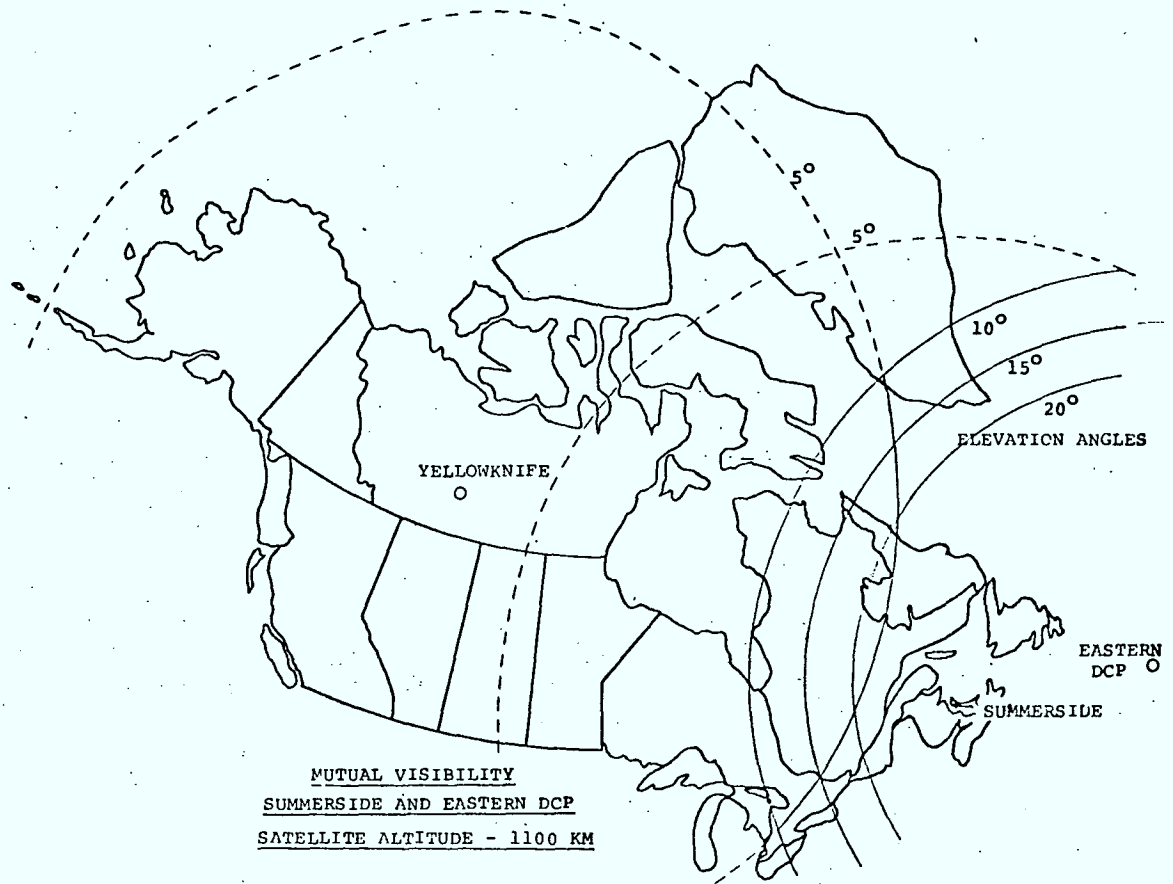 5°
5°
10°
15°
20°
ELEVATION ANGLES
YELLOWKNIFE
EASTERN
DCP
SUMMERSIDE
MUTUAL VISIBILITY
SUMMERSIDE AND EASTERN DCP
SATELLITE ALTITUDE - 1100 KM